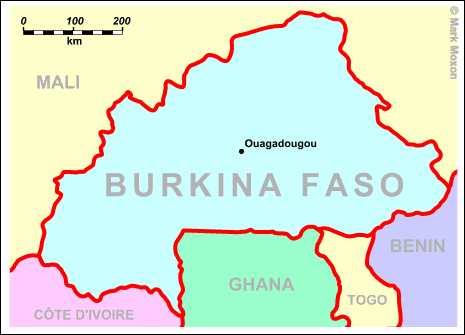 0 100 200
km
© Mark Moxon
MALI
Ouagadougou
BURKINA FASO
BENIN
GHANA
TOGO
CÔTE D'IVOIRE